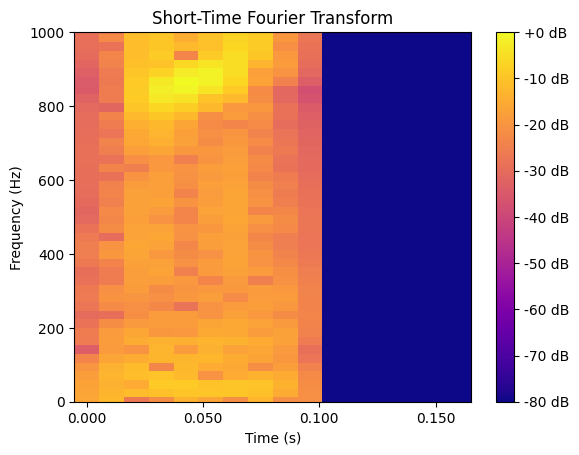 Short-Time Fourier Transform
1000
800
600
400
200
0
Frequency (Hz)
0.000
0.050
0.100
0.150
Time (s)
+0 dB
-10 dB
-20 dB
-30 dB
-40 dB
-50 dB
-60 dB
-70 dB
-80 dB